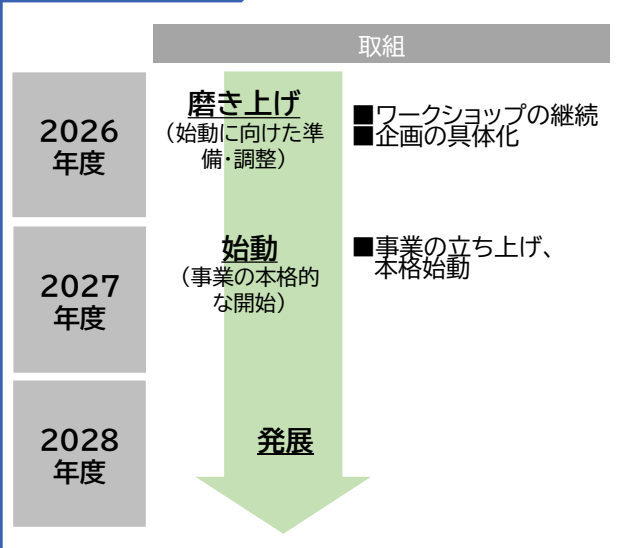 取組
2026
年度
磨き上げ
（始動に向けた準
備・調整）
■ワークショップの継続
■企画の具体化
2027
年度
始動
（事業の本格的
な開始）
■事業の立ち上げ、
本格始動
2028
年度
発展